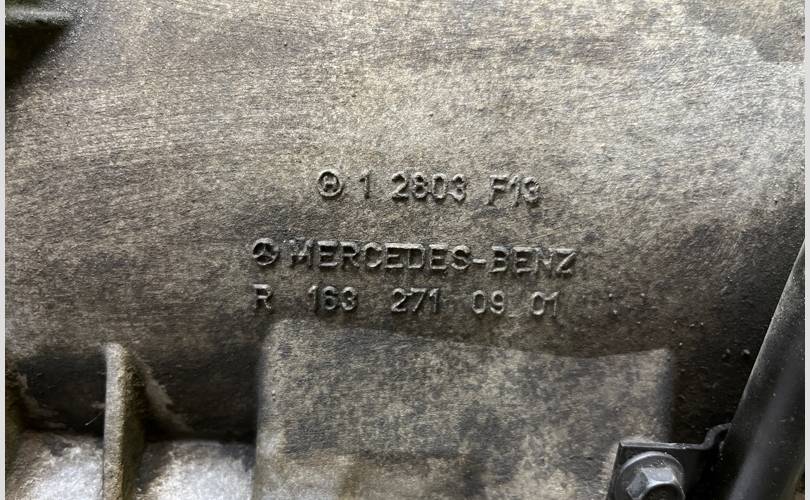 H 1 2803 F13
MERCEDES-BENZ
R 163 271 09 01